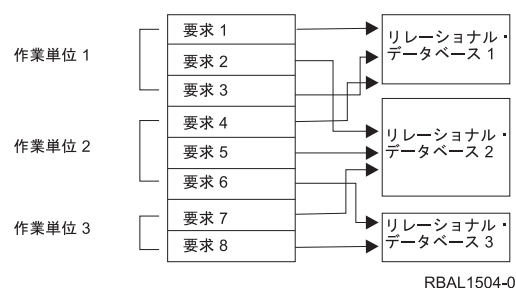 作業単位 1
要求 1
要求 2
要求 3
作業単位 2
要求 4
要求 5
要求 6
作業単位 3
要求 7
要求 8
リレーショナル・
データベース 1
リレーショナル・
データベース 2
リレーショナル・
データベース 3
RBAL1504-0